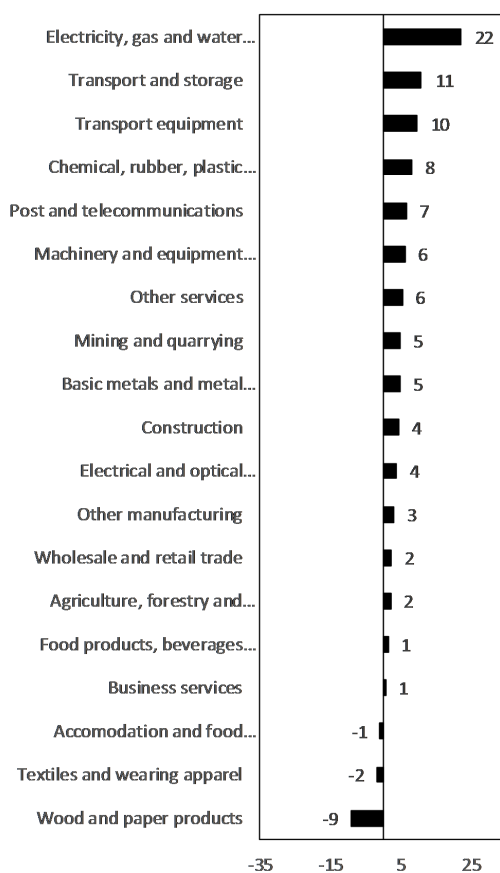 Electricity, gas and water... 22
Transport and storage 11
Transport equipment 10
Chemical, rubber, plastic... 8
Post and telecommunications 7
Machinery and equipment... 6
Other services 6
Mining and quarrying 5
Basic metals and metal... 5
Construction 4
Electrical and optical... 4
Other manufacturing 3
Wholesale and retail trade 2
Agriculture, forestry and... 2
Food products, beverages... 1
Business services 1
Accomodation and food... -1
Textiles and wearing apparel -2
Wood and paper products -9
-35 -15 5 25